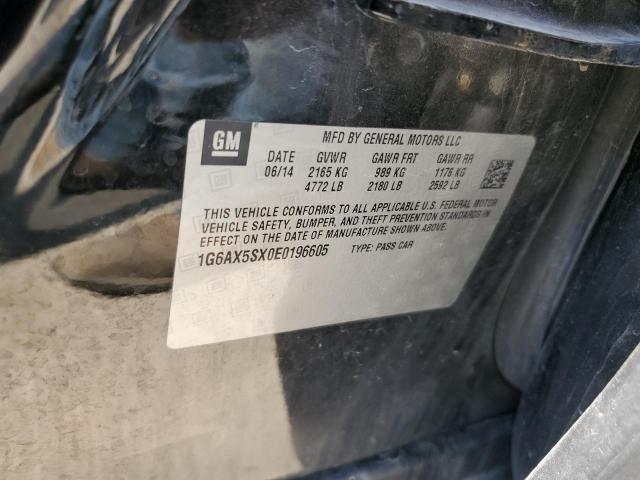 GM
MFD BY GENERAL MOTORS LLC
DATE GVWR GAWR FRT GAWR RR
06/14 2165 KG 989 KG 1176 KG
4772 LB 2180 LB 2592 LB
THIS VEHICLE CONFORMS TO ALL APPLICABLE U.S. FEDERAL MOTOR
VEHICLE SAFETY, BUMPER, AND THEFT PREVENTION STANDARDS IN
EFFECT ON THE DATE OF MANUFACTURE SHOWN ABOVE.
1G6AX5SX0E0196605 TYPE: PASS CAR